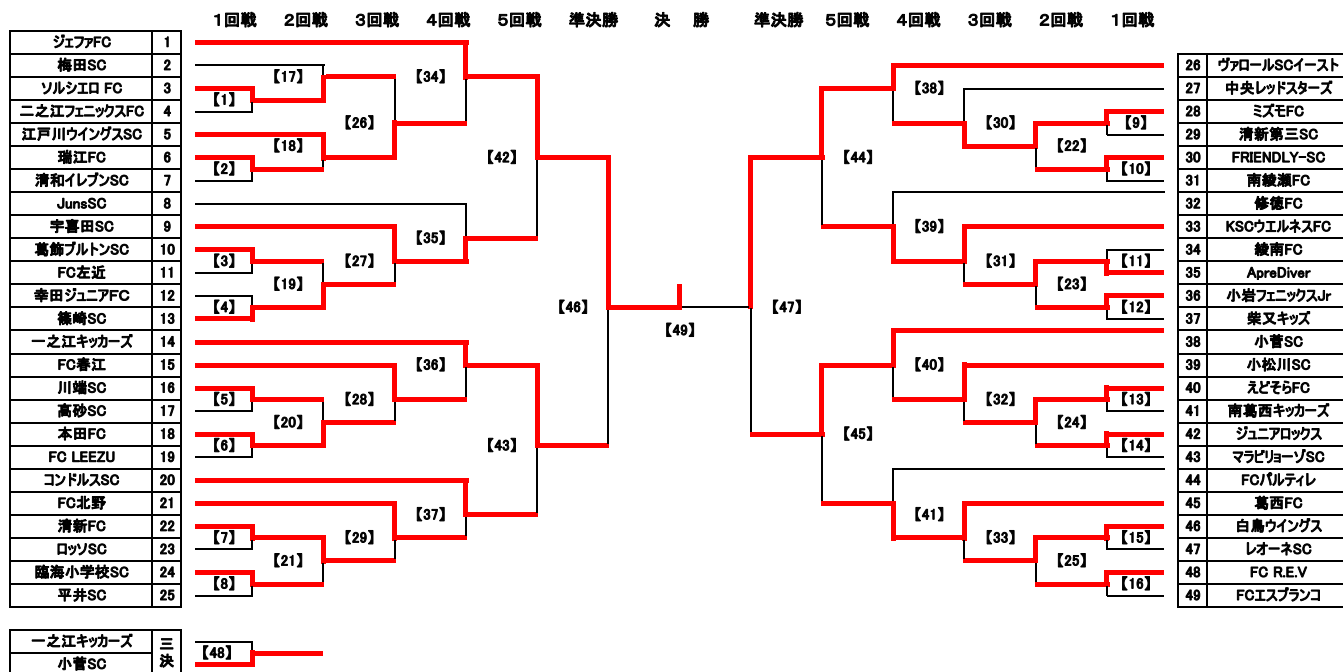 1回戦 2回戦 3回戦 4回戦 5回戦 準決勝 決 勝 準決勝 5回戦 4回戦 3回戦 2回戦 1回戦
ジェファFC 1
梅田SC 2
ソルシエロ FC 3
二之江フェニックスFC 4
江戸川ウイングスSC 5
瑞江FC 6
清和イレブンSC 7
JunsSC 8
宇喜田SC 9
葛飾ブルトンSC 10
FC左近 11
幸田ジュニアFC 12
篠崎SC 13
一之江キッカーズ 14
FC春江 15
川端SC 16
高砂SC 17
本田FC 18
FC LEEZU 19
コンドルスSC 20
FC北野 21
清新FC 22
ロッソSC 23
臨海小学校SC 24
平井SC 25
【1】
【2】
【3】
【4】
【5】
【6】
【7】
【8】
【17】
【18】
【19】
【20】
【21】
【26】
【27】
【28】
【29】
【34】
【35】
【36】
【37】
【42】
【43】
【46】
【49】
【47】
【44】
【45】
【38】
【39】
【40】
【41】
【30】
【31】
【32】
【33】
【22】
【23】
【24】
【25】
【9】
【10】
【11】
【12】
【13】
【14】
【15】
【16】
26 ヴァロールSCイースト
27 中央レッドスターズ
28 ミズモFC
29 清新第三SC
30 FRIENDLY-SC
31 南綾瀬FC
32 修徳FC
33 KSCウエルネスFC
34 綾南FC
35 ApreDiver
36 小岩フェニックスJr
37 柴又キッズ
38 小菅SC
39 小松川SC
40 えどそらFC
41 南葛西キッカーズ
42 ジュニアロックス
43 マラビリョーゾSC
44 FCパルティレ
45 葛西FC
46 白鳥ウイングス
47 レオーネSC
48 FC R.E.V
49 FCエスブランコ
一之江キッカーズ
小菅SC
三決
【48】